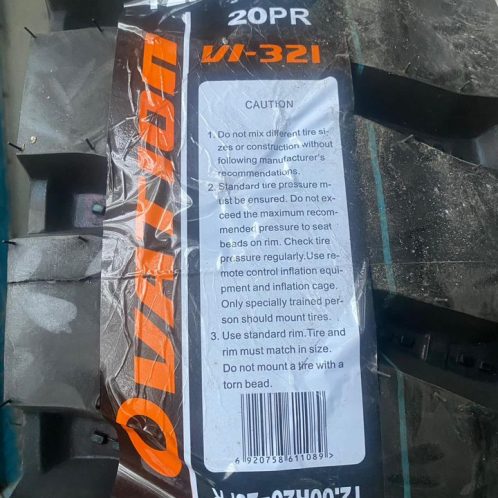 20PR
VI-321
CAUTION
1. Do not mix different tire si-
zes or construction without
following manufacturer's
recommendations.
2. Standard tire pressure m-
ust be ensured. Do not ex-
ceed the maximum recom-
mended pressure to seat
beads on rim. Check tire
pressure regularly.Use re-
mote control inflation equi-
pment and inflation cage.
Only specially trained per-
son should mount tires.
3. Use standard rim.Tire and
rim must match in size.
Do not mount a tire with a
torn bead.
6 920758 611089>